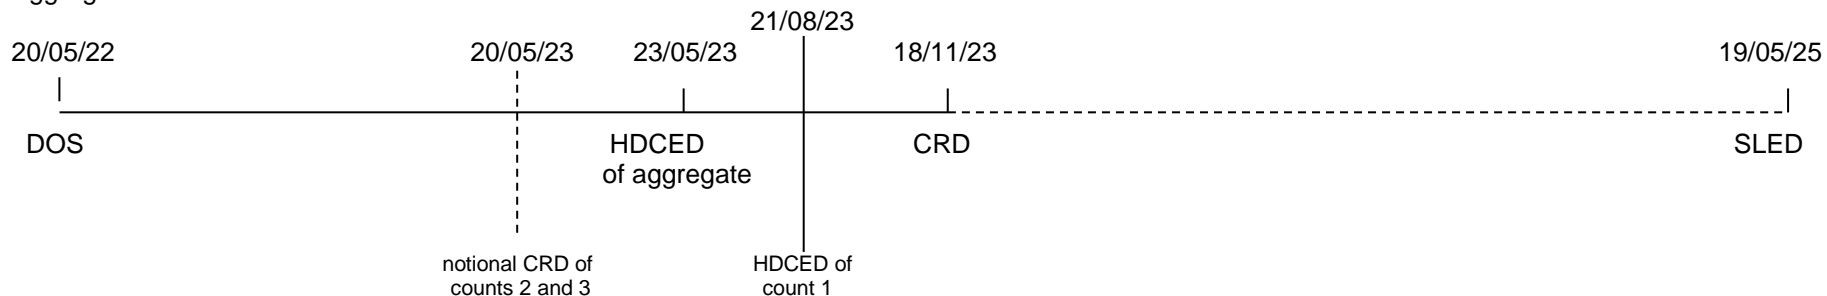 21/08/23
20/05/22 20/05/23 23/05/23 18/11/23 19/05/25
DOS HDCED CRD SLED
of aggregate
notional CRD of HDCED of
counts 2 and 3 count 1